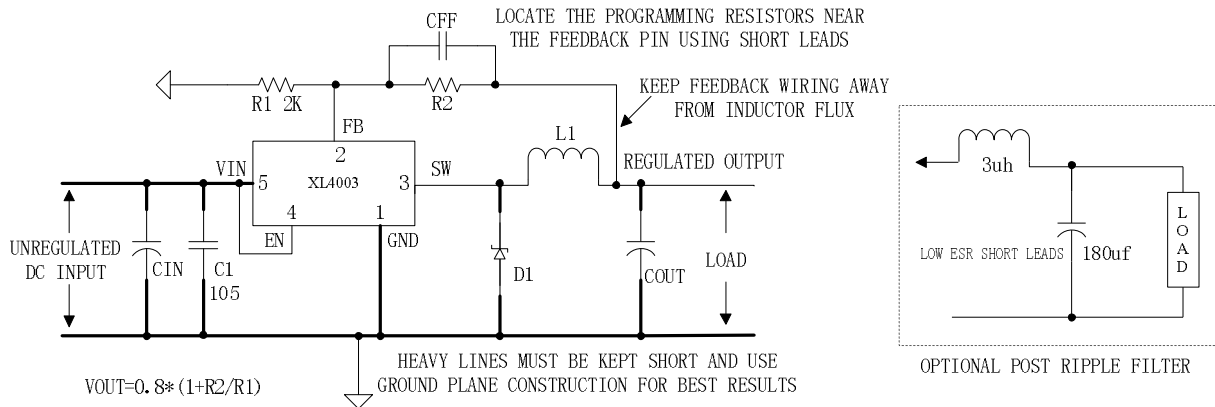 LOCATE THE PROGRAMMING RESISTORS NEAR
THE FEEDBACK PIN USING SHORT LEADS
CFF
R1 2K
R2
KEEP FEEDBACK WIRING AWAY
FROM INDUCTOR FLUX
FB
2
L1
VIN
5
XL4003
3
SW
REGULATED OUTPUT
4
1
EN
GND
UNREGULATED
DC INPUT
CIN
C1
105
D1
COUT
LOAD
3uh
LOW ESR SHORT LEADS
180uf
LOAD
HEAVY LINES MUST BE KEPT SHORT AND USE
GROUND PLANE CONSTRUCTION FOR BEST RESULTS
OPTIONAL POST RIPPLE FILTER
VOUT=0.8*(1+R2/R1)